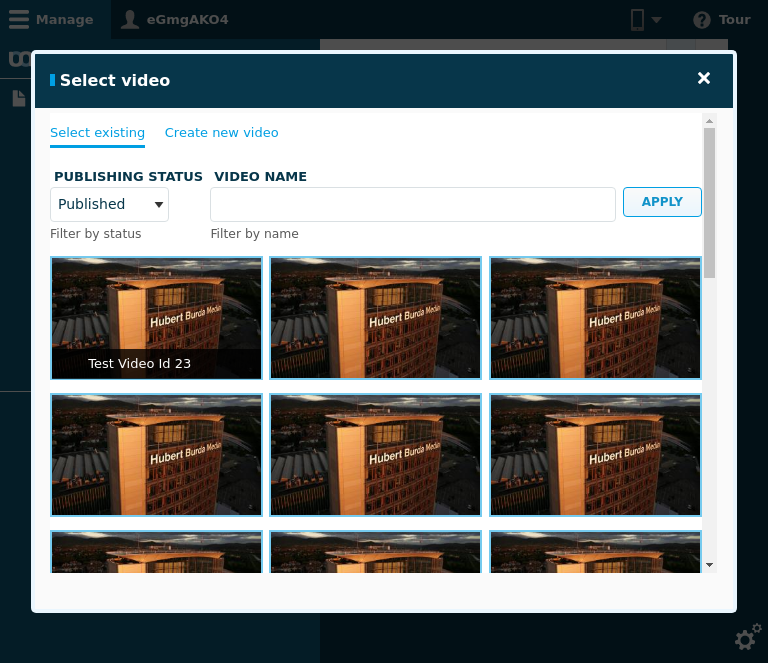 Manage
eGmgAKO4
Tour
Select video
Select existing
Create new video
PUBLISHING STATUS
VIDEO NAME
Published
APPLY
Filter by status
Filter by name
Hubert Burda Media
Hubert Burda Media
Hubert Burda Media
Test Video Id 23
Hubert Burda Media
Hubert Burda Media
Hubert Burda Media